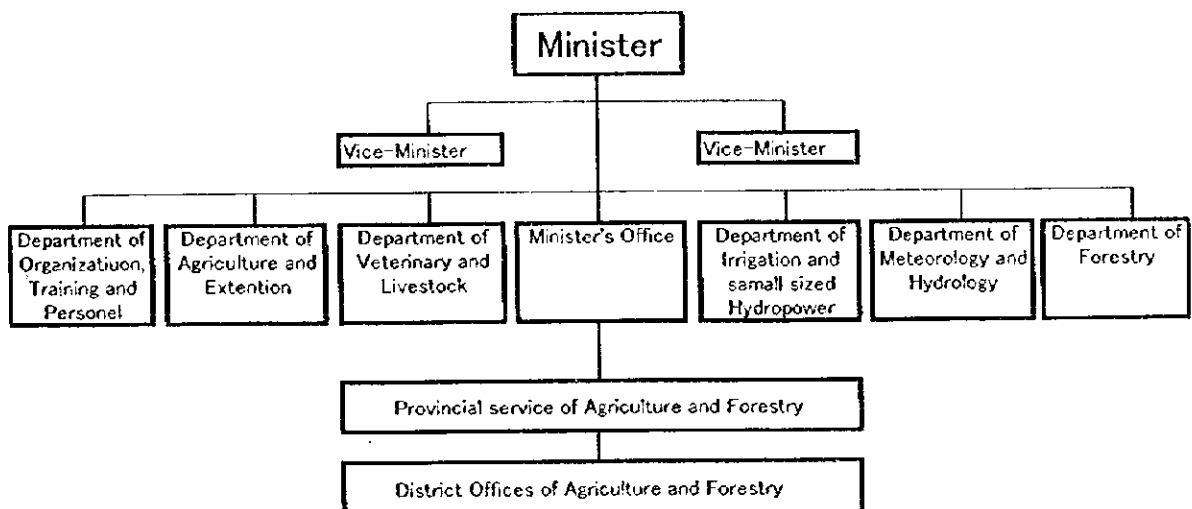 Minister
Vice-Minister
Vice-Minister
Department of
Organizatiuon,
Training and
Personel
Department of
Agriculture and
Extention
Department of
Veterinary and
Livestock
Minister's Office
Department of
Irrigation and
samall sized
Hydropower
Department of
Meteorology and
Hydrology
Department of
Forestry
Provincial service of Agriculture and Forestry
District Offices of Agriculture and Forestry